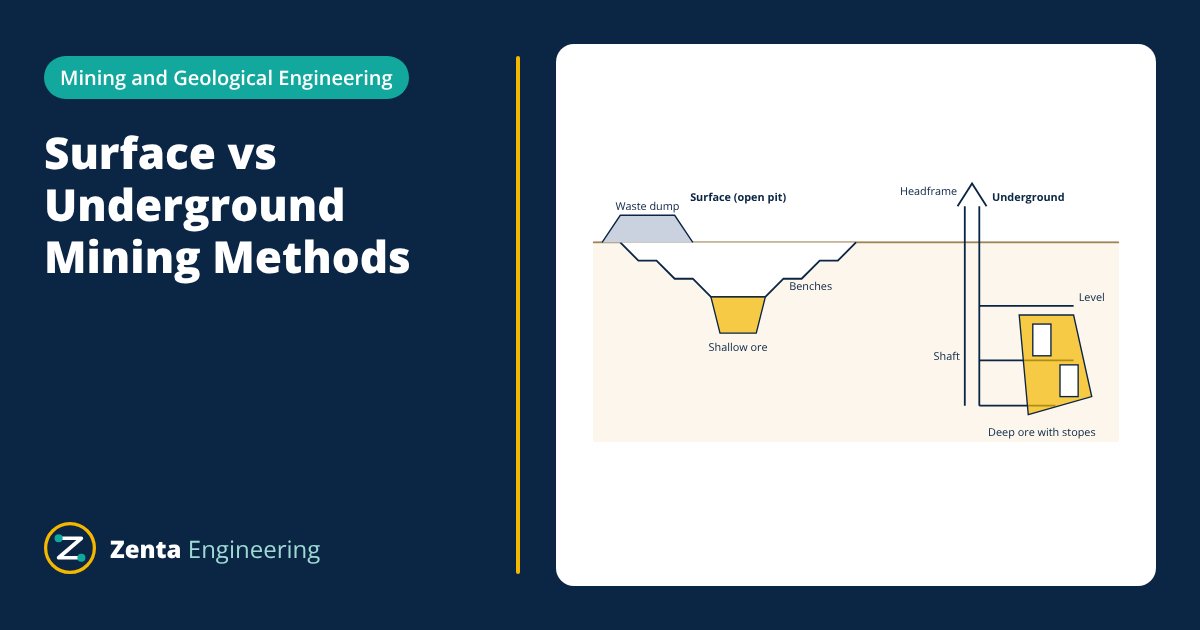 Mining and Geological Engineering
Surface vs
Underground
Mining Methods
Zenta Engineering
Waste dump
Surface (open pit)
Benches
Shallow ore
Headframe
Underground
Level
Shaft
Deep ore with stopes